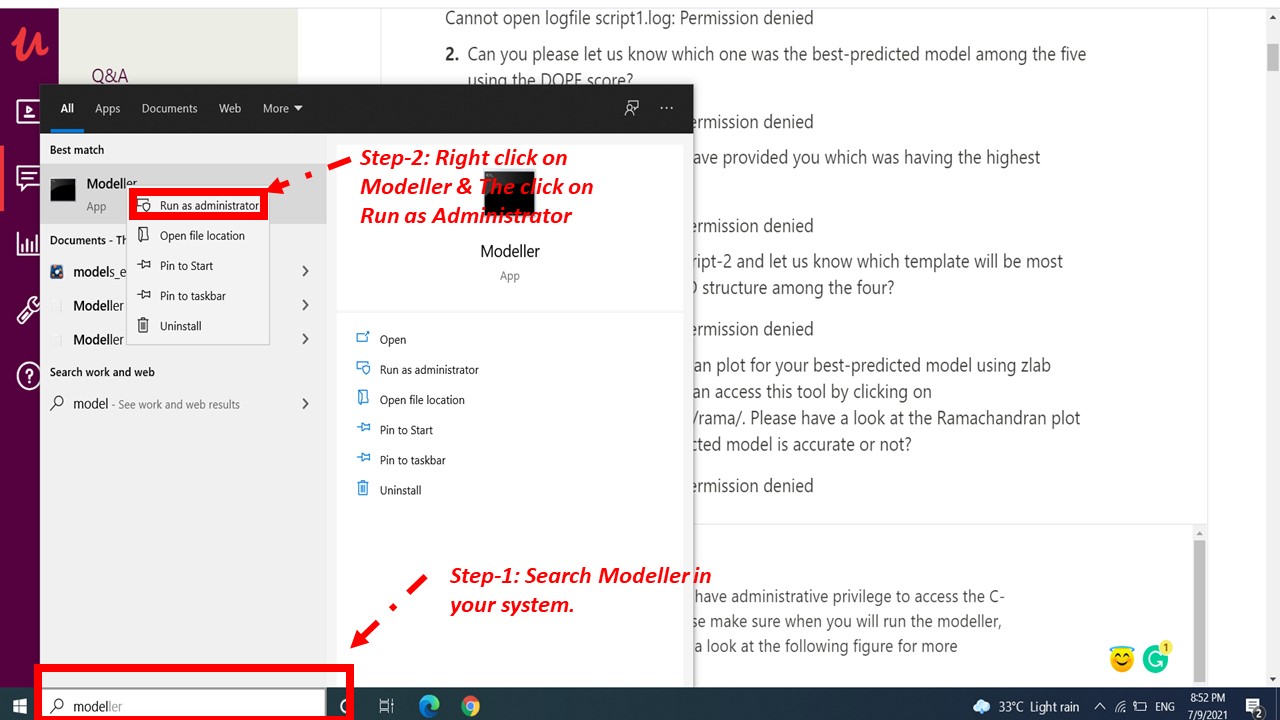 Cannot open logfile script1.log: Permission denied
2. Can you please let us know which one was the best-predicted model among the five
using the DOPE score?
Q&A
All Apps Documents Web More
Best match
Modeller
App
Run as administrator
Open file location
Pin to Start
Pin to taskbar
Uninstall
Documents - Th
models_e
Modeller
Modeller
Search work and web
model - See work and web results
Step-2: Right click on
Modeller & The click on
Run as Administrator
Modeller
App
Open
Run as administrator
Open file location
Pin to Start
Pin to taskbar
Uninstall
ermission denied
ave provided you which was having the highest
ermission denied
ript-2 and let us know which template will be most
D structure among the four?
ermission denied
an plot for your best-predicted model using zlab
an access this tool by clicking on
/rama/. Please have a look at the Ramachandran plot
cted model is accurate or not?
ermission denied
Step-1: Search Modeller in
your system.
have administrative privilege to access the C-
se make sure when you will run the modeller,
a look at the following figure for more
1
modeller
33°C Light rain
ENG
8:52 PM
7/9/2021
2